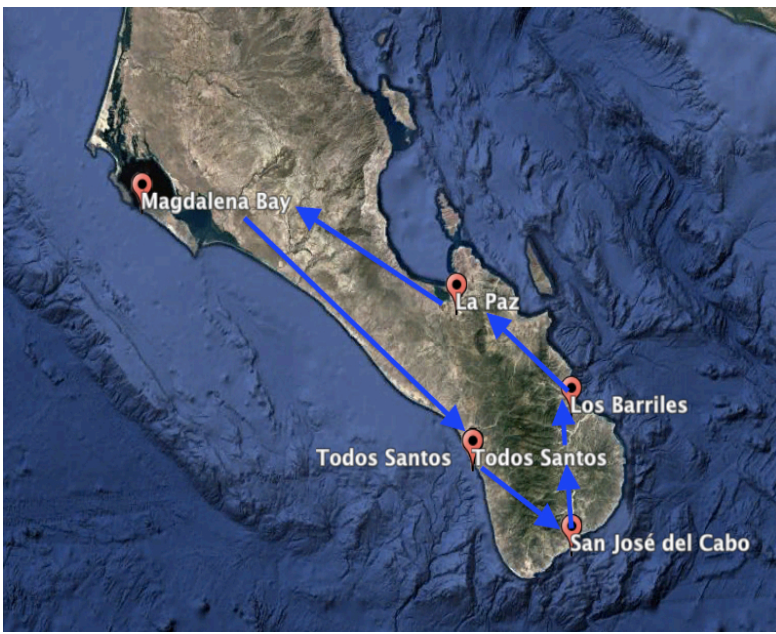 Magdalena Bay
La Paz
Los Barriles
Todos Santos
Todos Santos
San José del Cabo